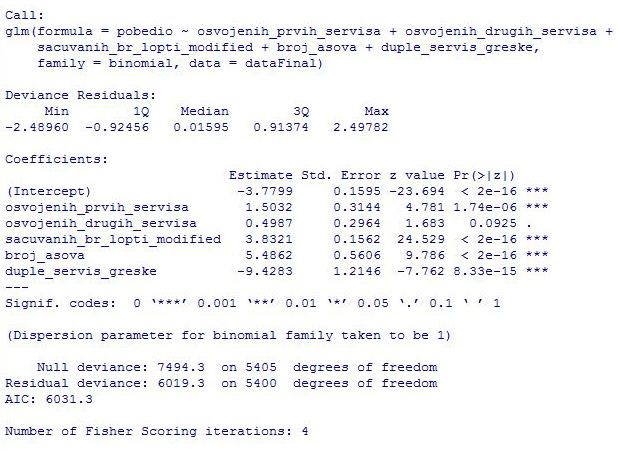 Call:
glm(formula = pobedio ~ osvojenih_prvih_servisa + osvojenih_drugih_servisa +
    sacuvanih_br_lopti_modified + broj_asova + duple_servis_greske,
    family = binomial, data = dataFinal)
Deviance Residuals:
     Min       1Q   Median       3Q      Max
-2.48960 -0.92456  0.01595  0.91374  2.49782
Coefficients:
                            Estimate Std. Error z value Pr(>|z|)
(Intercept)                  -3.7799     0.1595 -23.694  < 2e-16 ***
osvojenih_prvih_servisa       1.5032     0.3144   4.781 1.74e-06 ***
osvojenih_drugih_servisa      0.4987     0.2964   1.683   0.0925 .
sacuvanih_br_lopti_modified   3.8321     0.1562  24.529  < 2e-16 ***
broj_asova                    5.4862     0.5606   9.786  < 2e-16 ***
duple_servis_greske          -9.4283     1.2146  -7.762 8.33e-15 ***
---
Signif. codes:  0 ‘***’ 0.001 ‘**’ 0.01 ‘*’ 0.05 ‘.’ 0.1 ‘ ’ 1
(Dispersion parameter for binomial family taken to be 1)
    Null deviance: 7494.3  on 5405  degrees of freedom
Residual deviance: 6019.3  on 5400  degrees of freedom
AIC: 6031.3
Number of Fisher Scoring iterations: 4